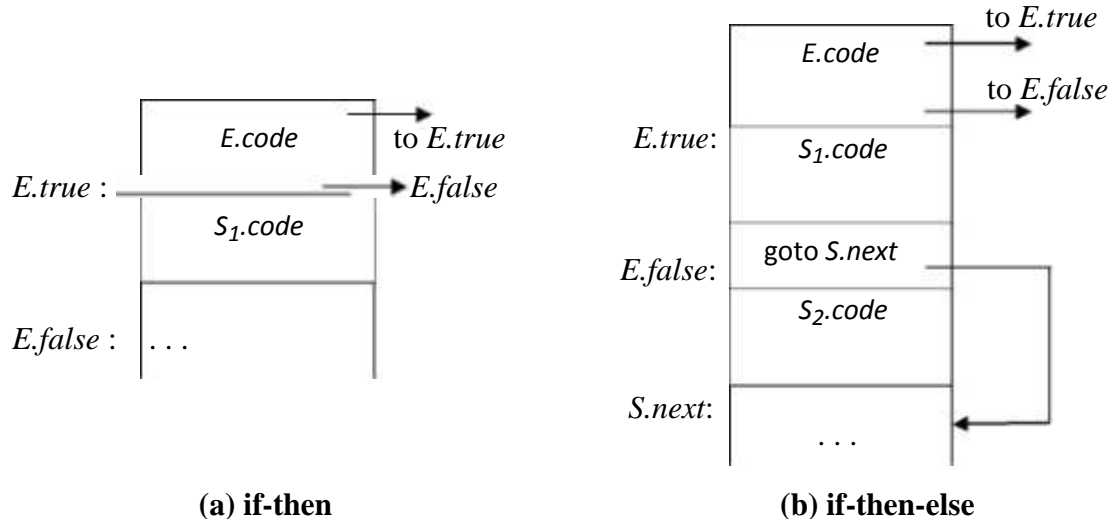 E.code
to E.true
E.true :
E.false
S1.code
E.false :
. . .
(a) if-then
to E.true
E.code
to E.false
E.true:
S1.code
goto S.next
E.false:
S2.code
S.next:
. . .
(b) if-then-else